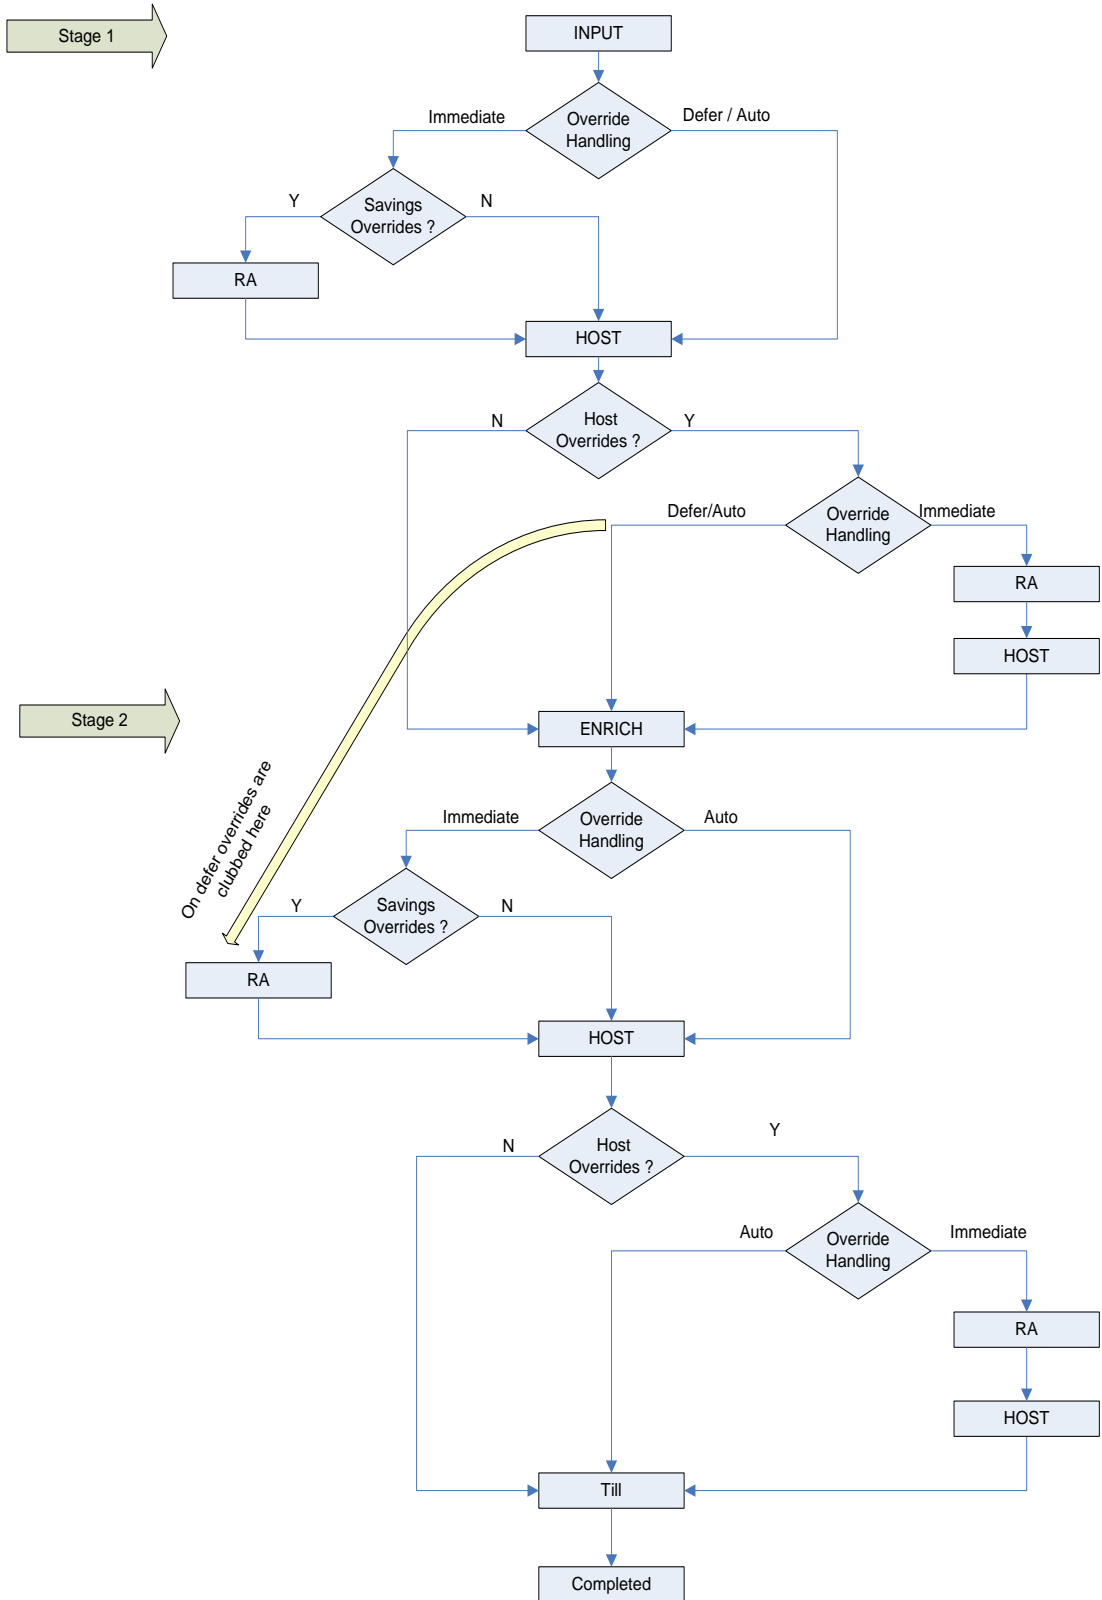 Stage 1
INPUT
Override
Handling
Immediate
Defer / Auto
Savings
Overrides ?
Y
N
RA
HOST
Host
Overrides ?
N
Y
Override
Handling
Defer/Auto
Immediate
RA
HOST
Stage 2
ENRICH
On defer overrides are
clubbed here
Override
Handling
Immediate
Auto
Savings
Overrides ?
Y
N
RA
HOST
Host
Overrides ?
N
Y
Override
Handling
Auto
Immediate
RA
HOST
Till
Completed